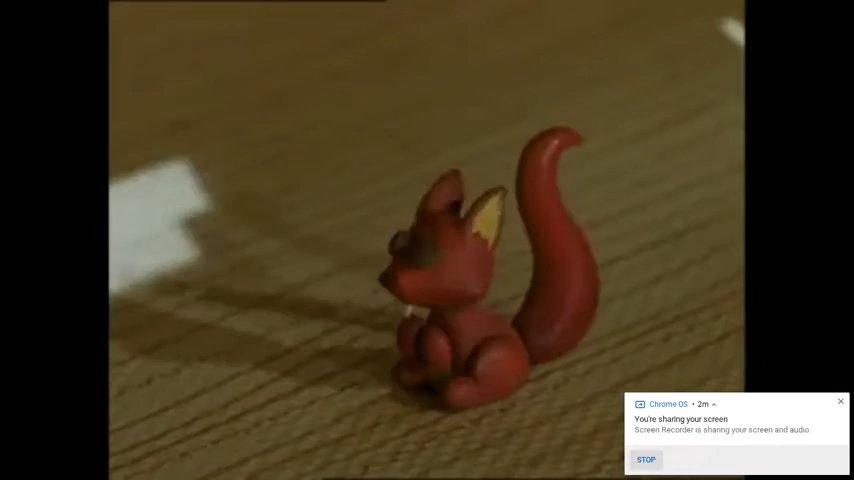 Chrome OS • 2m
You're sharing your screen
Screen Recorder is sharing your screen and audio.
STOP